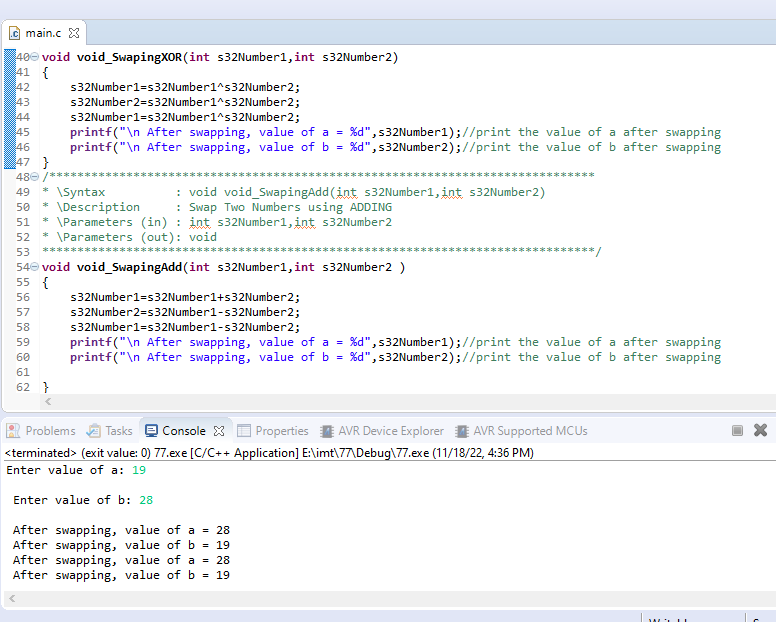 main.c
40 void void_SwapingXOR(int s32Number1,int s32Number2)
41 {
42 s32Number1=s32Number1^s32Number2;
43 s32Number2=s32Number1^s32Number2;
44 s32Number1=s32Number1^s32Number2;
45 printf("\n After swapping, value of a = %d",s32Number1);//print the value of a after swapping
46 printf("\n After swapping, value of b = %d",s32Number2);//print the value of b after swapping
47 }
48 /******************************************************************************
49 * \Syntax : void void_SwapingAdd(int s32Number1,int s32Number2)
50 * \Description : Swap Two Numbers using ADDING
51 * \Parameters (in) : int s32Number1,int s32Number2
52 * \Parameters (out): void
53 *******************************************************************************/
54 void void_SwapingAdd(int s32Number1,int s32Number2 )
55 {
56 s32Number1=s32Number1+s32Number2;
57 s32Number2=s32Number1-s32Number2;
58 s32Number1=s32Number1-s32Number2;
59 printf("\n After swapping, value of a = %d",s32Number1);//print the value of a after swapping
60 printf("\n After swapping, value of b = %d",s32Number2);//print the value of b after swapping
61
62 }
Problems Tasks Console Properties AVR Device Explorer AVR Supported MCUs
<terminated> (exit value: 0) 77.exe [C/C++ Application] E:\imt\77\Debug\77.exe (11/18/22, 4:36 PM)
Enter value of a: 19
Enter value of b: 28
After swapping, value of a = 28
After swapping, value of b = 19
After swapping, value of a = 28
After swapping, value of b = 19